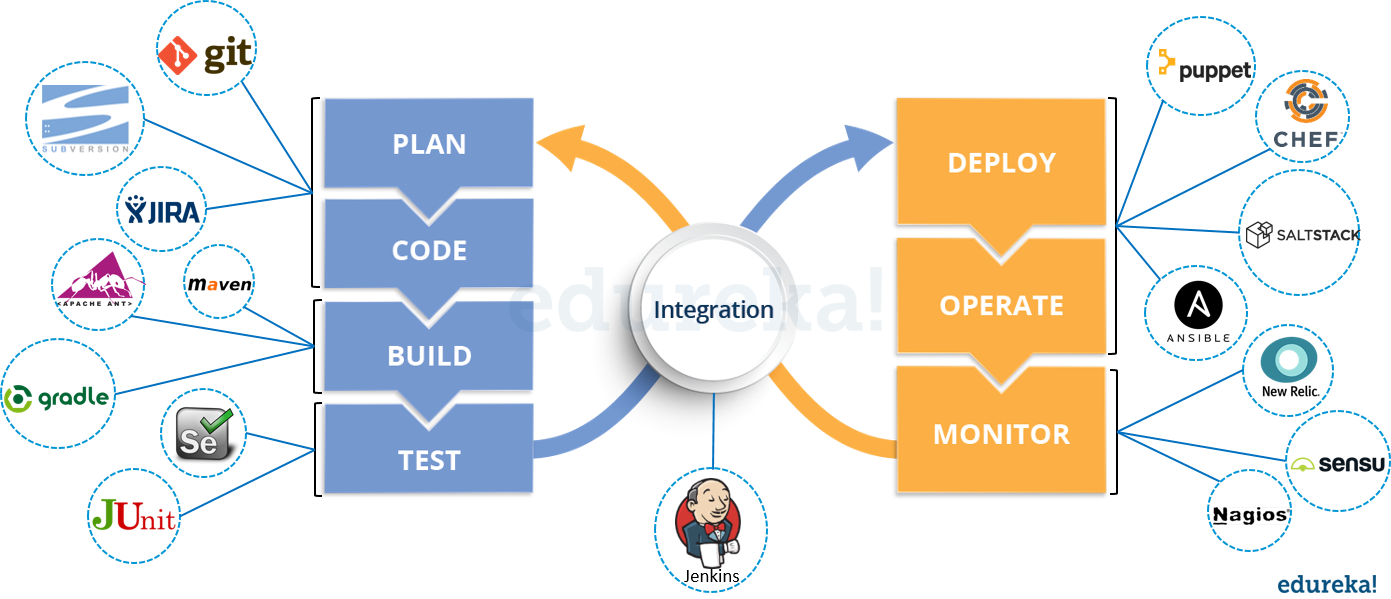 git
SUBVERSION
JIRA
<APACHE ANT>
maven
gradle
Se
JUnit
PLAN
CODE
BUILD
TEST
edureka!
Integration
Jenkins
DEPLOY
OPERATE
MONITOR
puppet
CHEF
SALTSTACK
A
ANSIBLE
New Relic.
sensu
Nagios®
edureka!